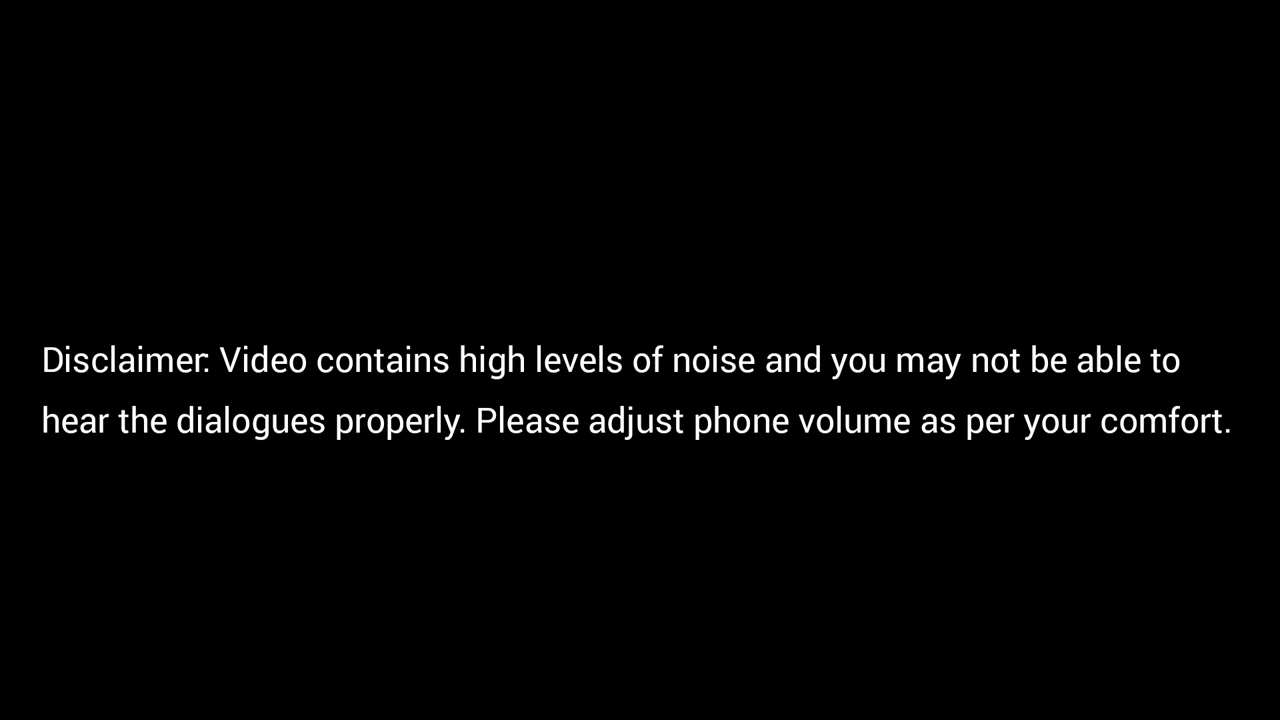 Disclaimer: Video contains high levels of noise and you may not be able to
hear the dialogues properly. Please adjust phone volume as per your comfort.